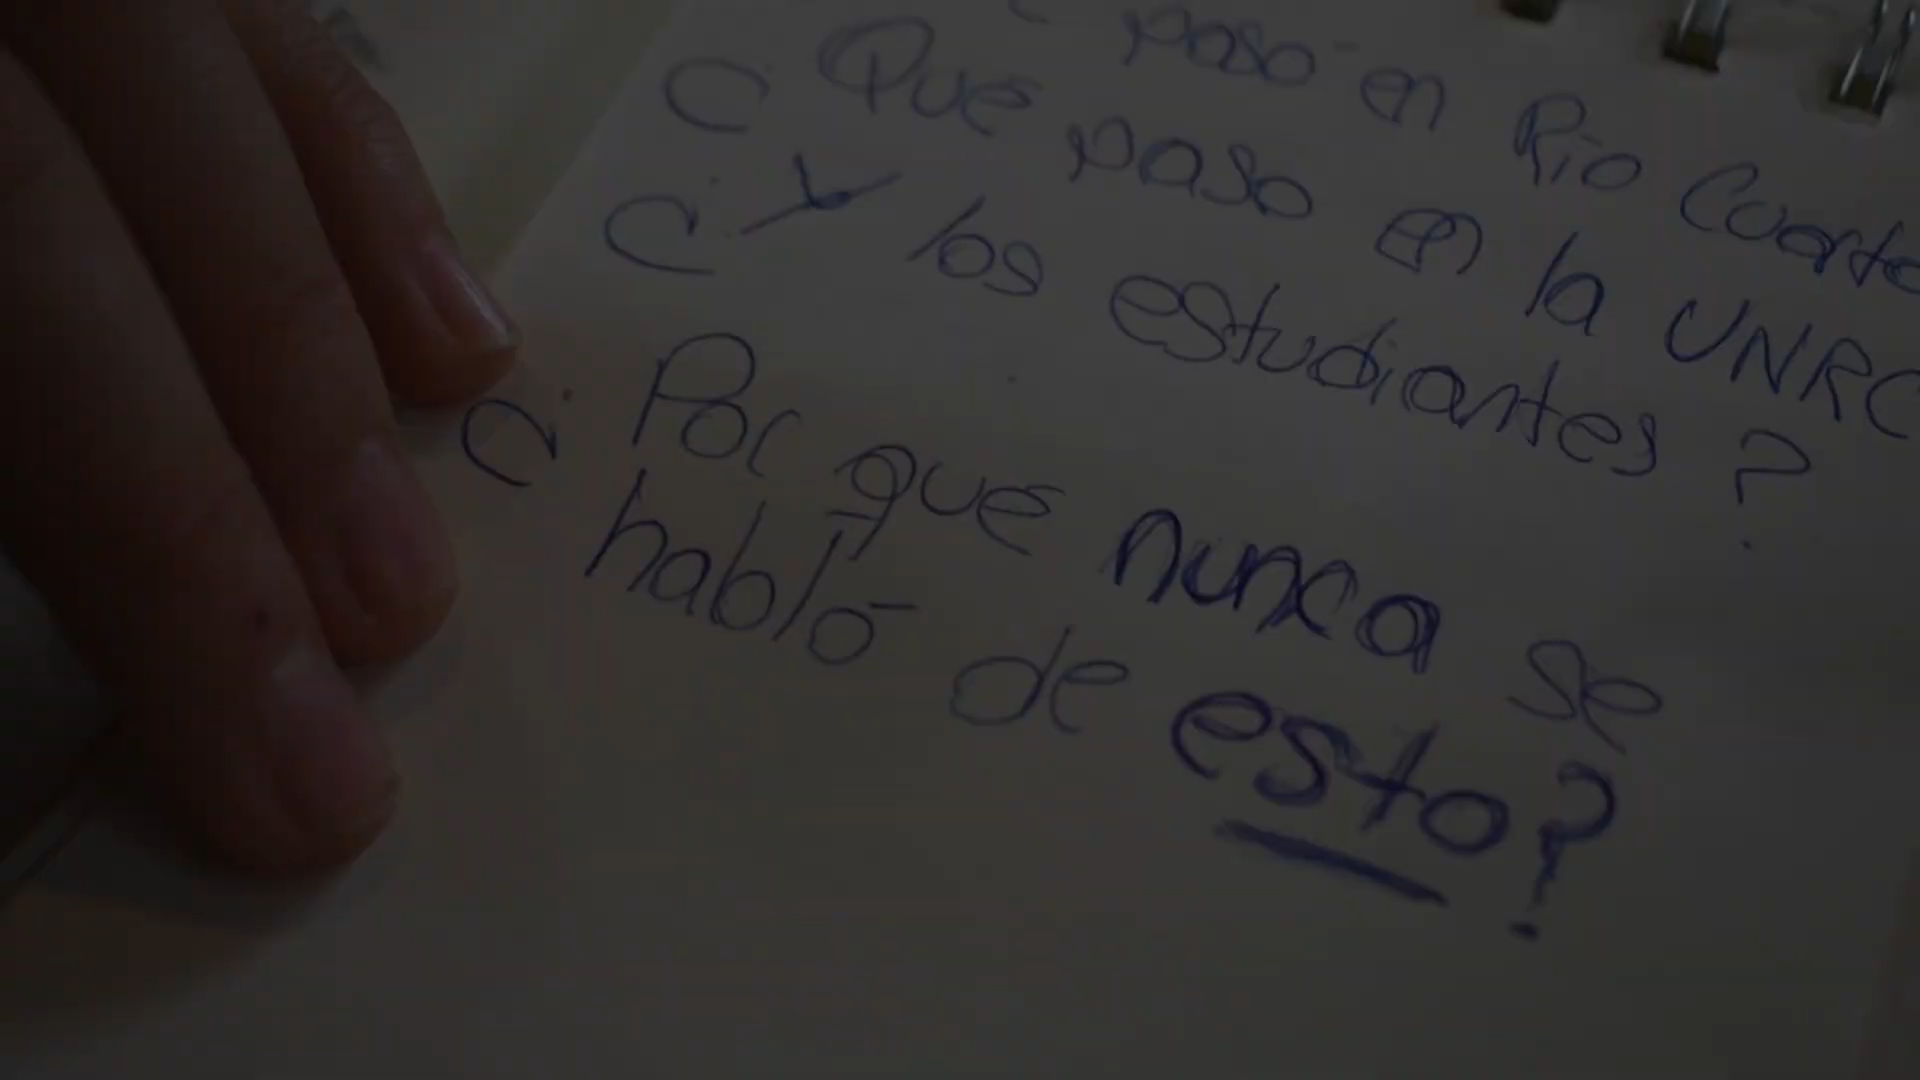 paso en Rio Cuarto
¿ Que paso en la UNRC
¿ Y los estudiantes ?
¿ Por que nunca se
habló de esto?